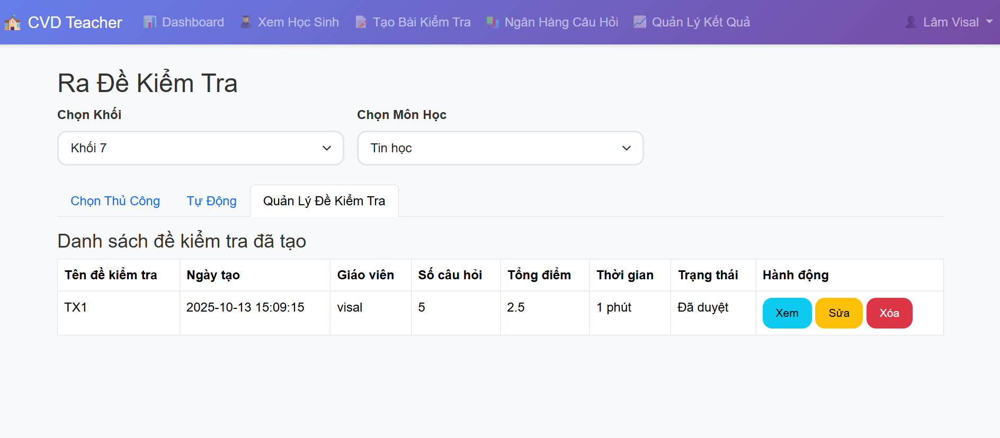 CVD Teacher Dashboard Xem Học Sinh Tạo Bài Kiểm Tra Ngân Hàng Câu Hỏi Quản Lý Kết Quả Lâm Visal
Ra Đề Kiểm Tra
Chọn Khối Chọn Môn Học
Khối 7 Tin học
Chọn Thủ Công Tự Động Quản Lý Đề Kiểm Tra
Danh sách đề kiểm tra đã tạo
Tên đề kiểm tra Ngày tạo Giáo viên Số câu hỏi Tổng điểm Thời gian Trạng thái Hành động
TX1 2025-10-13 15:09:15 visal 5 2.5 1 phút Đã duyệt Xem Sửa Xóa